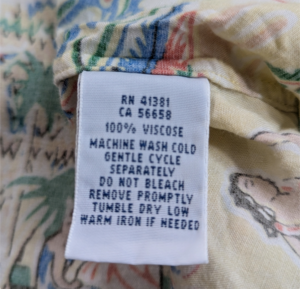 RN 41381
CA 56658
100% VISCOSE
MACHINE WASH COLD
GENTLE CYCLE
SEPARATELY
DO NOT BLEACH
REMOVE PROMPTLY
TUMBLE DRY LOW
WARM IRON IF NEEDED